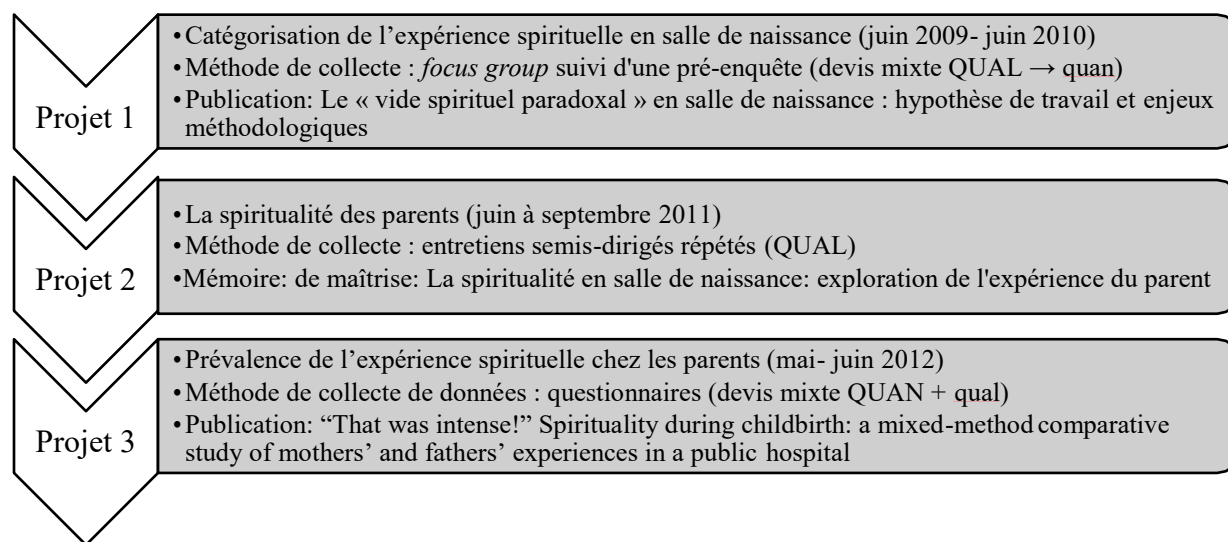 Projet 1
•Catégorisation de l’expérience spirituelle en salle de naissance (juin 2009- juin 2010)
•Méthode de collecte : focus group suivi d'une pré-enquête (devis mixte QUAL → quan)
•Publication: Le « vide spirituel paradoxal » en salle de naissance : hypothèse de travail et enjeux
méthodologiques
Projet 2
•La spiritualité des parents (juin à septembre 2011)
•Méthode de collecte : entretiens semis-dirigés répétés (QUAL)
•Mémoire: de maîtrise: La spiritualité en salle de naissance: exploration de l'expérience du parent
Projet 3
•Prévalence de l’expérience spirituelle chez les parents (mai- juin 2012)
•Méthode de collecte de données : questionnaires (devis mixte QUAN + qual)
•Publication: “That was intense!” Spirituality during childbirth: a mixed-method comparative
study of mothers’ and fathers’ experiences in a public hospital